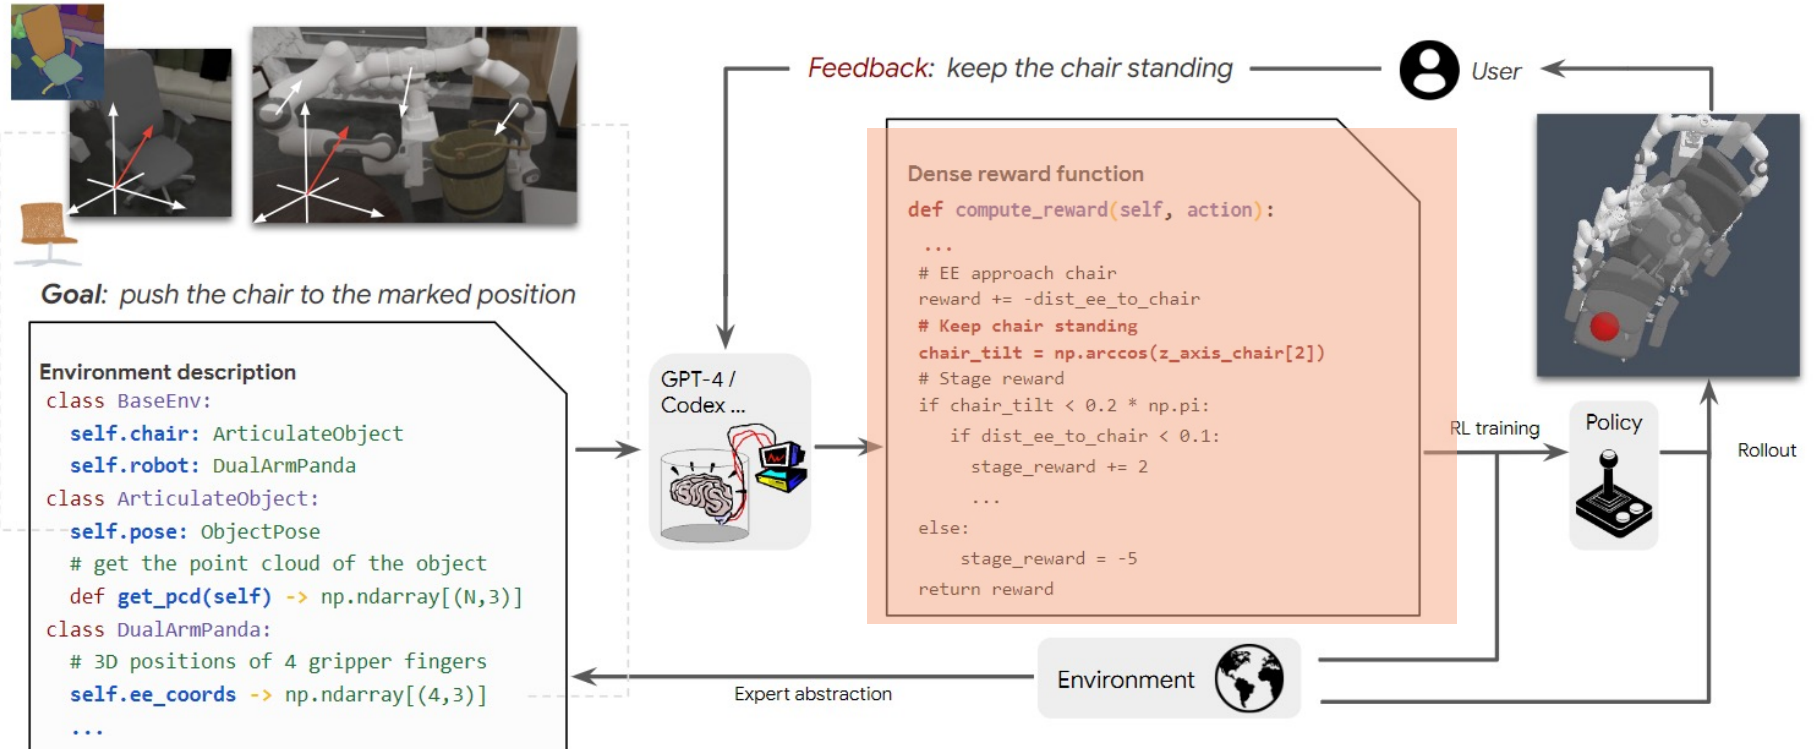 Feedback: keep the chair standing
User
Goal: push the chair to the marked position
Environment description
class BaseEnv:
self.chair: ArticulateObject
self.robot: DualArmPanda
class ArticulateObject:
self.pose: ObjectPose
# get the point cloud of the object
def get_pcd(self) -> np.ndarray[(N,3)]
class DualArmPanda:
# 3D positions of 4 gripper fingers
self.ee_coords -> np.ndarray[(4,3)]
...
GPT-4 /
Codex ...
Dense reward function
def compute_reward(self, action):
...
# EE approach chair
reward += -dist_ee_to_chair
# Keep chair standing
chair_tilt = np.arccos(z_axis_chair[2])
# Stage reward
if chair_tilt < 0.2 * np.pi:
if dist_ee_to_chair < 0.1:
stage_reward += 2
...
else:
stage_reward = -5
return reward
RL training
Policy
Rollout
Environment
Expert abstraction